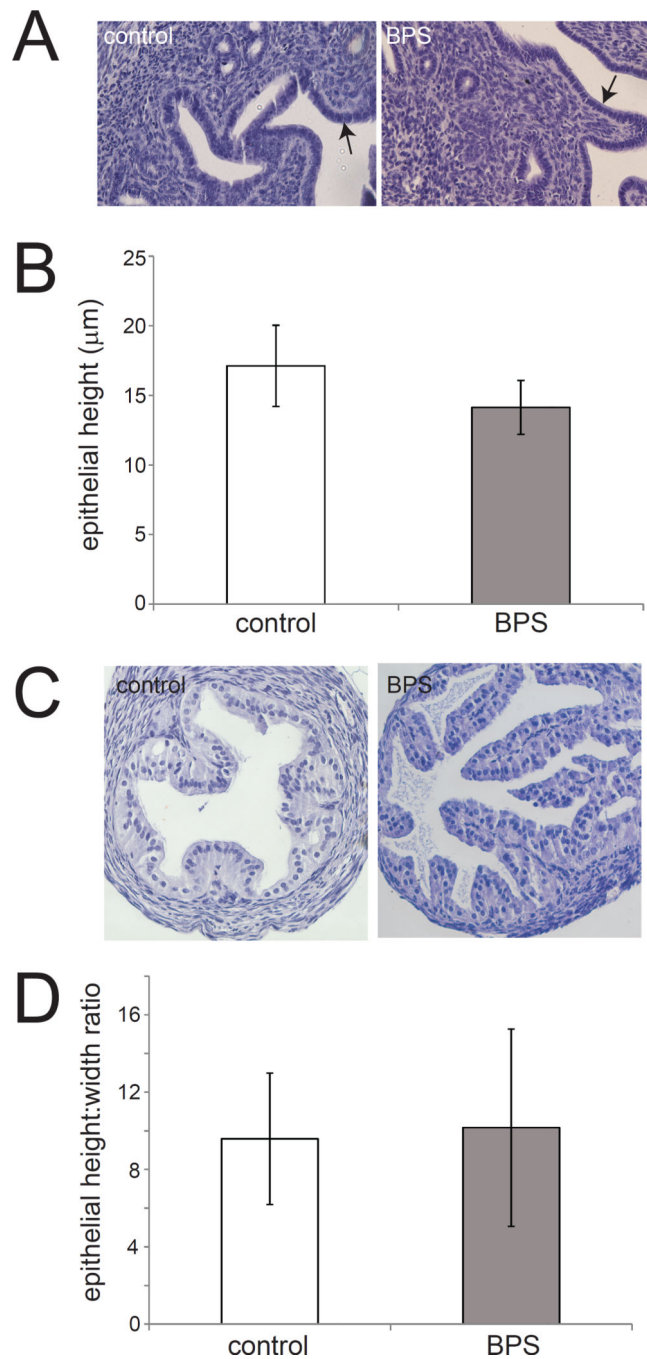 A
control
BPS
B
epithelial height (μm)
25
20
15
10
5
0
control
BPS
C
control
BPS
D
epithelial height:width ratio
16
12
8
4
0
control
BPS